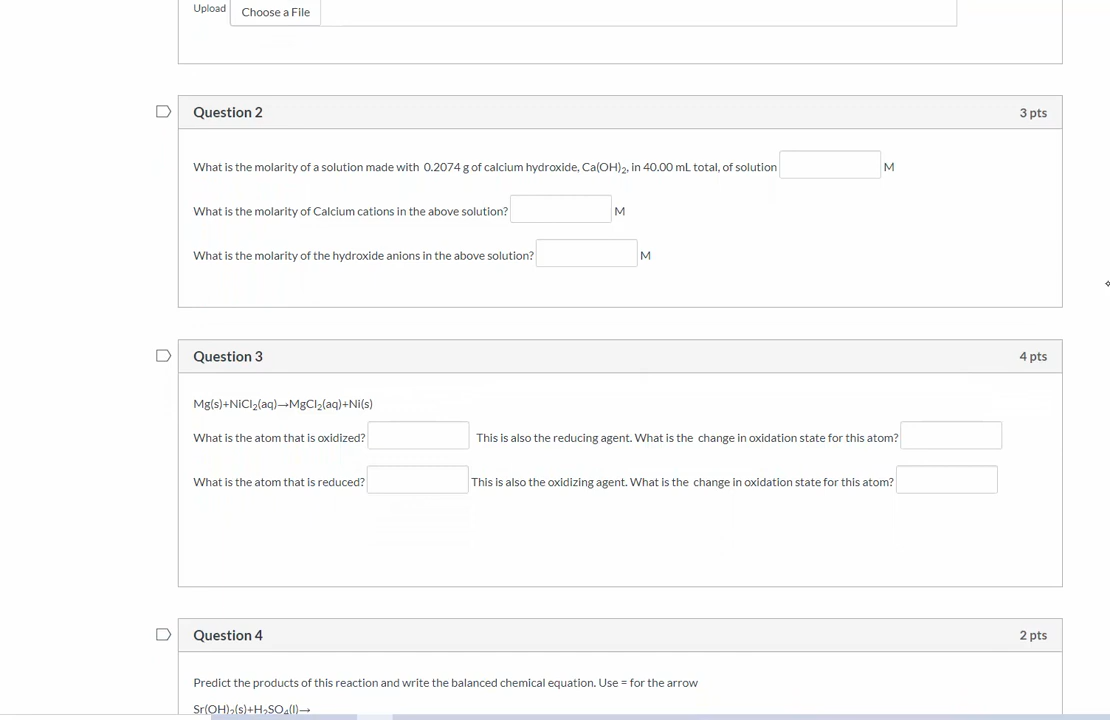 Upload Choose a File
Question 2 3 pts
What is the molarity of a solution made with 0.2074 g of calcium hydroxide, Ca(OH)₂, in 40.00 mL total, of solution M
What is the molarity of Calcium cations in the above solution? M
What is the molarity of the hydroxide anions in the above solution? M
Question 3 4 pts
Mg(s)+NiCl₂(aq)→MgCl₂(aq)+Ni(s)
What is the atom that is oxidized? This is also the reducing agent. What is the change in oxidation state for this atom?
What is the atom that is reduced? This is also the oxidizing agent. What is the change in oxidation state for this atom?
Question 4 2 pts
Predict the products of this reaction and write the balanced chemical equation. Use = for the arrow
Sr(OH)₂(s)+H₂SO₄(l)→